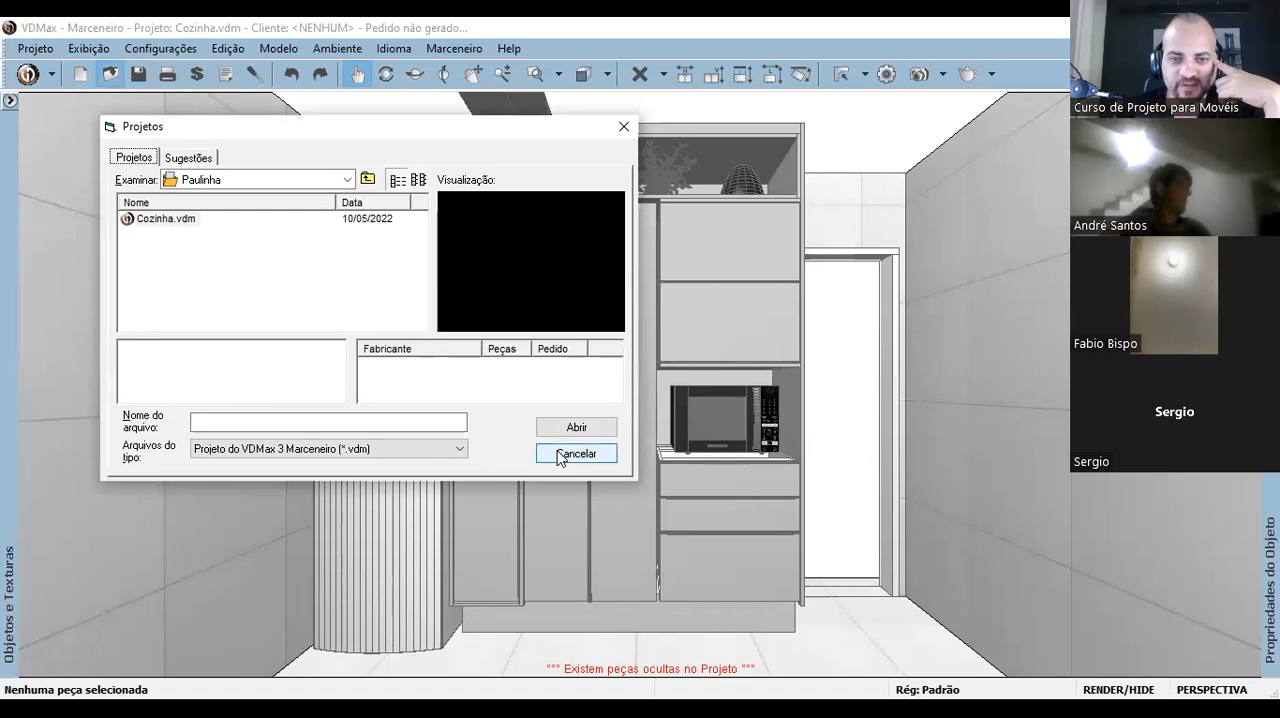 VDMax - Marceneiro - Projeto: Cozinha.vdm - Cliente: <NENHUM> - Pedido não gerado...
Projeto Exibição Configurações Edição Modelo Ambiente Idioma Marceneiro Help
Projetos
Projetos Sugestões
Examinar: Paulinha Visualização:
Nome Data
Cozinha.vdm 10/05/2022
Fabricante Peças Pedido
Nome do
arquivo:
Abrir
Arquivos do
tipo:
Projeto do VDMax 3 Marceneiro (*.vdm)
Cancelar
Objetos e Texturas
Propriedades do Objeto
*** Existem peças ocultas no Projeto ***
Nenhuma peça selecionada Rég: Padrão RENDER/HIDE PERSPECTIVA
Curso de Projeto para Movéis
André Santos
Fabio Bispo
Sergio
Sergio